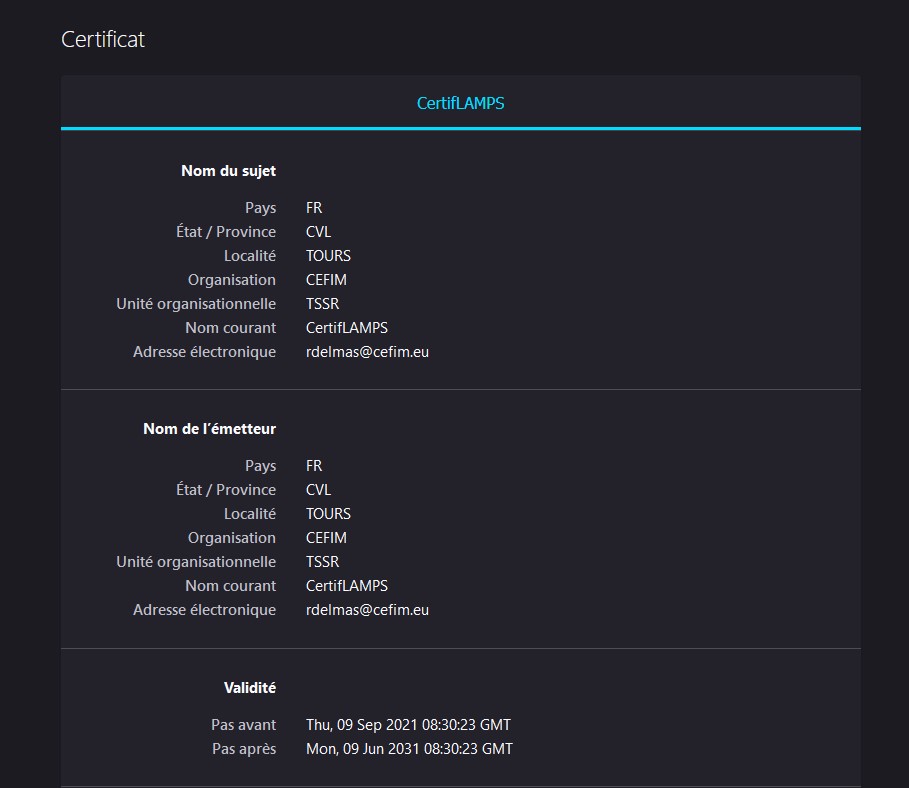 Certificat
CertifLAMPS
Nom du sujet
Pays FR
État / Province CVL
Localité TOURS
Organisation CEFIM
Unité organisationnelle TSSR
Nom courant CertifLAMPS
Adresse électronique rdelmas@cefim.eu
Nom de l’émetteur
Pays FR
État / Province CVL
Localité TOURS
Organisation CEFIM
Unité organisationnelle TSSR
Nom courant CertifLAMPS
Adresse électronique rdelmas@cefim.eu
Validité
Pas avant Thu, 09 Sep 2021 08:30:23 GMT
Pas après Mon, 09 Jun 2031 08:30:23 GMT